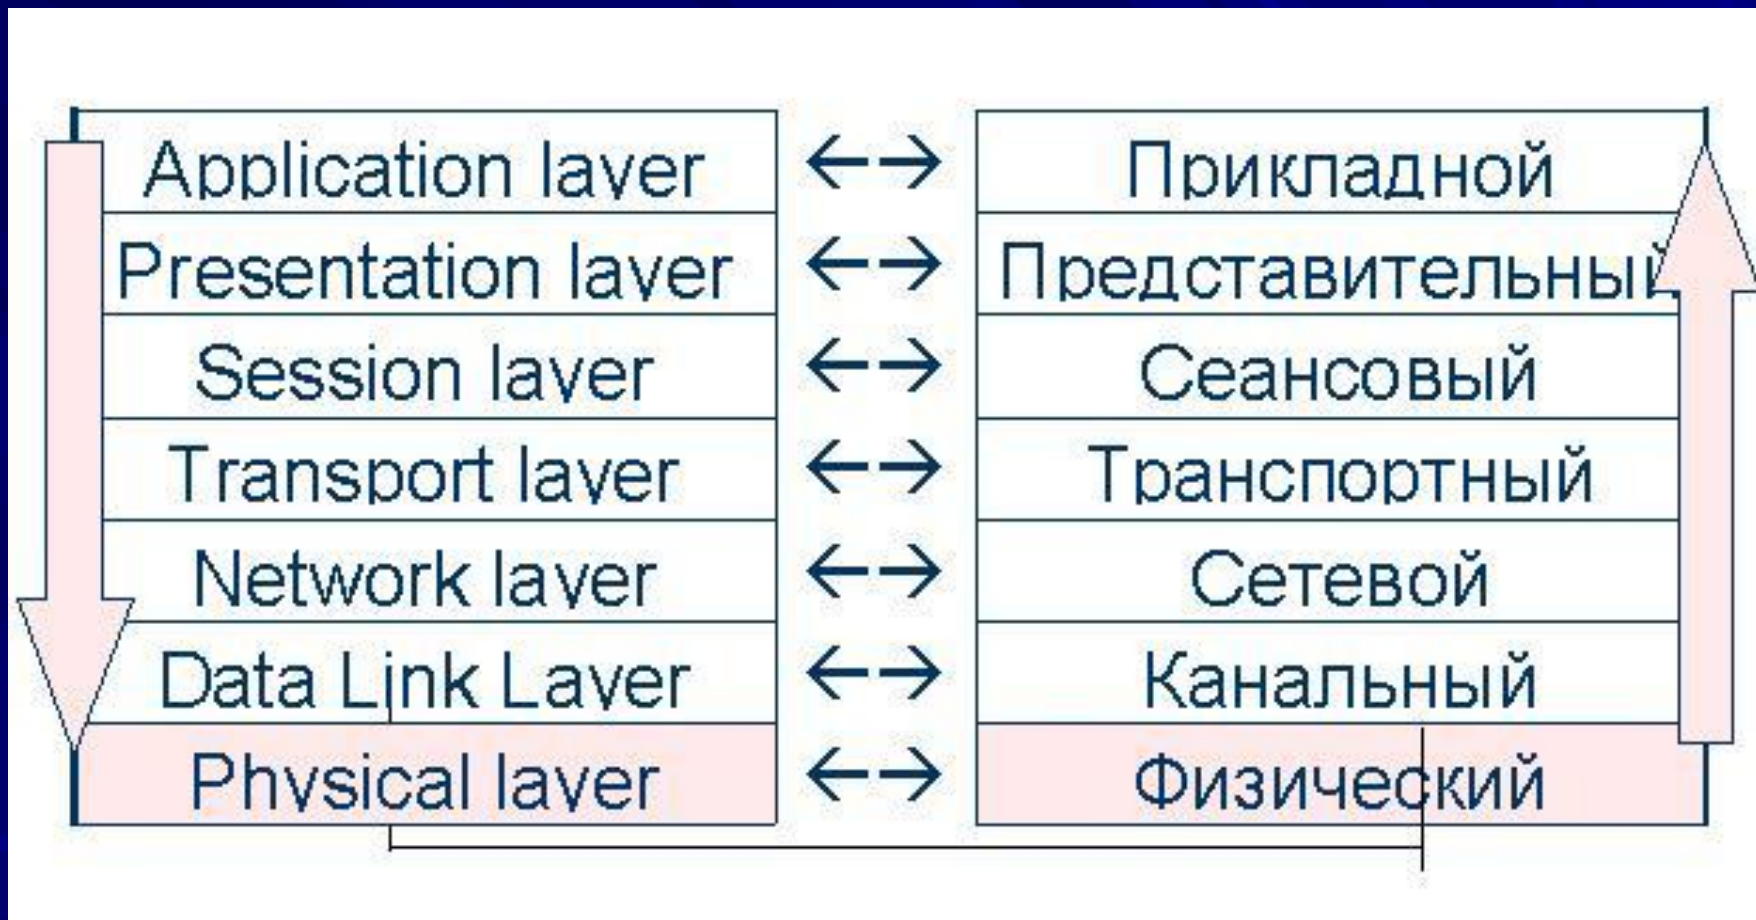 Application layer
Presentation layer
Session layer
Transport layer
Network layer
Data Link Layer
Physical layer
Прикладной
Представительный
Сеансовый
Транспортный
Сетевой
Канальный
Физический